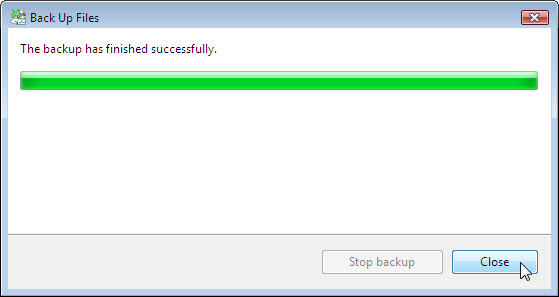 Back Up Files
The backup has finished successfully.
Stop backup
Close